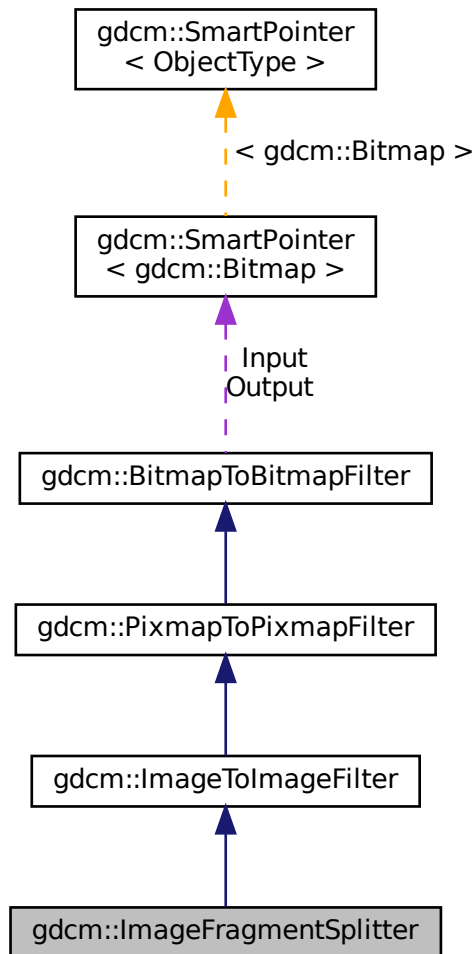 gdcm::SmartPointer
< ObjectType >
< gdcm::Bitmap >
gdcm::SmartPointer
< gdcm::Bitmap >
Input
Output
gdcm::BitmapToBitmapFilter
gdcm::PixmapToPixmapFilter
gdcm::ImageToImageFilter
gdcm::ImageFragmentSplitter